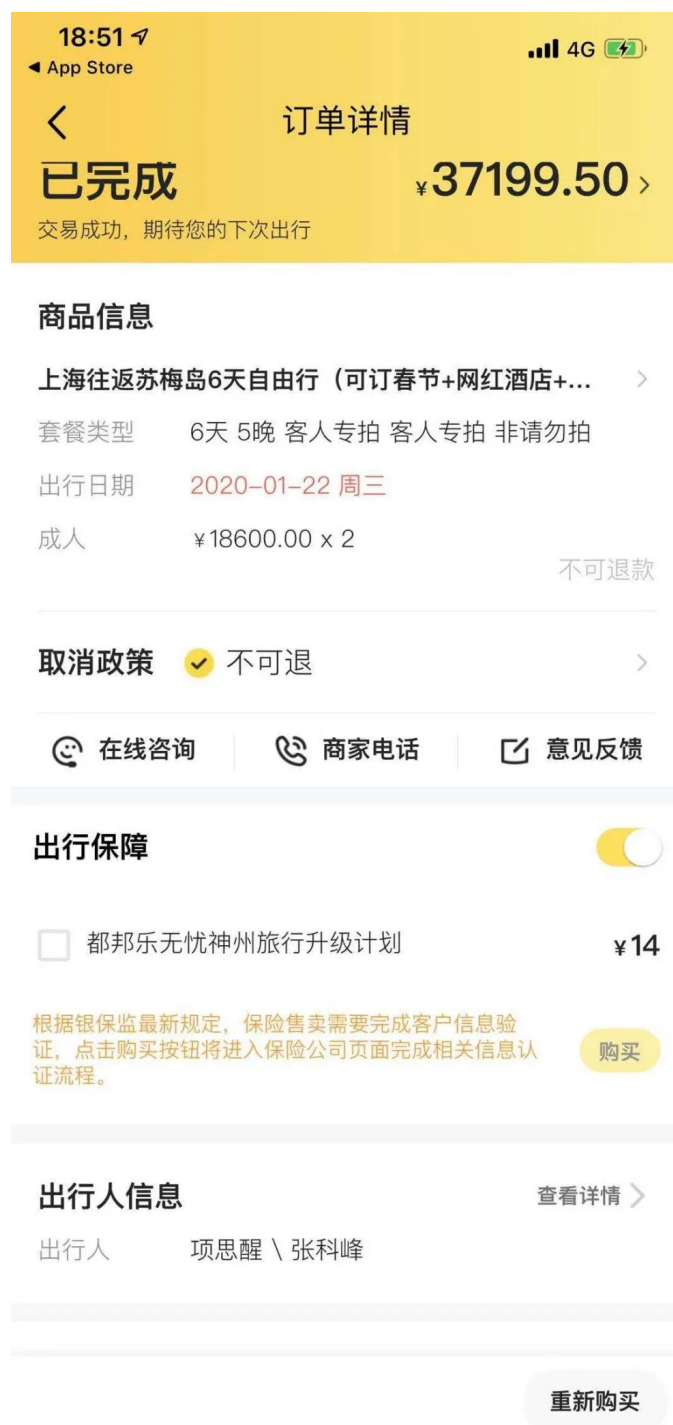 18:51
4G
◀ App Store
订单详情
已完成
¥37199.50 >
交易成功，期待您的下次出行
商品信息
上海往返苏梅岛6天自由行（可订春节+网红酒店+...
套餐类型 6天 5晚 客人专拍 客人专拍 非请勿拍
出行日期 2020-01-22 周三
成人 ¥18600.00 x 2
不可退款
取消政策 不可退
在线咨询 商家电话 意见反馈
出行保障
都邦乐无忧神州旅行升级计划 ¥14
根据银保监最新规定，保险售卖需要完成客户信息验
证，点击购买按钮将进入保险公司页面完成相关信息认
证流程。
购买
出行人信息 查看详情
出行人 项思醒 \ 张科峰
重新购买